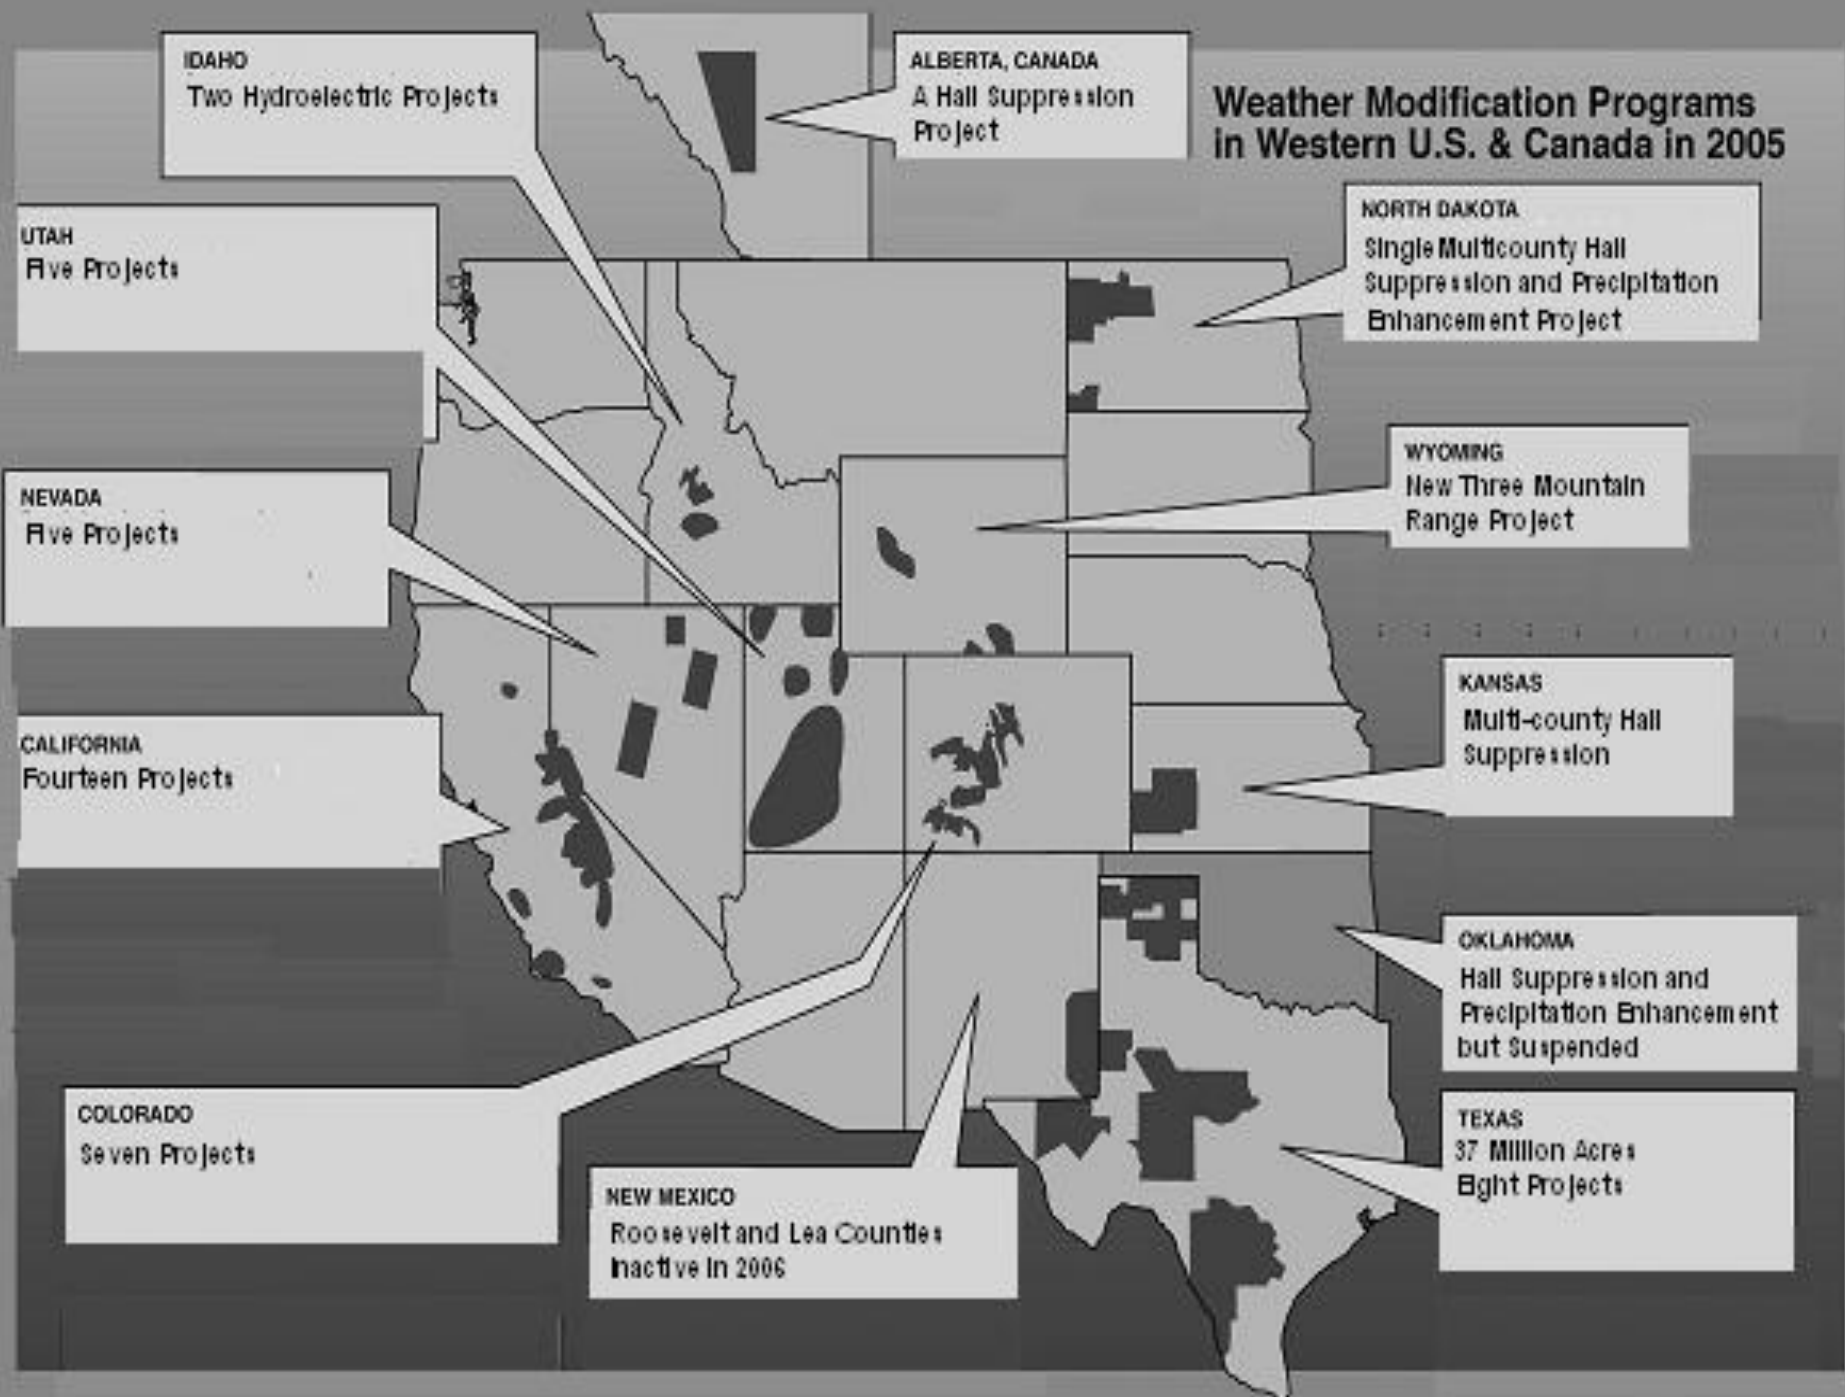 IDAHO
Two Hydroelectric Projects
ALBERTA, CANADA
A Hail Suppression
Project
Weather Modification Programs
in Western U.S. & Canada in 2005
NORTH DAKOTA
Single Multicounty Hail
Suppression and Precipitation
Enhancement Project
UTAH
Five Projects
WYOMING
New Three Mountain
Range Project
NEVADA
Five Projects
KANSAS
Multi-county Hail
Suppression
CALIFORNIA
Fourteen Projects
OKLAHOMA
Hail Suppression and
Precipitation Enhancement
but Suspended
COLORADO
Seven Projects
TEXAS
37 Million Acres
Eight Projects
NEW MEXICO
Roosevelt and Lea Counties
Inactive in 2006